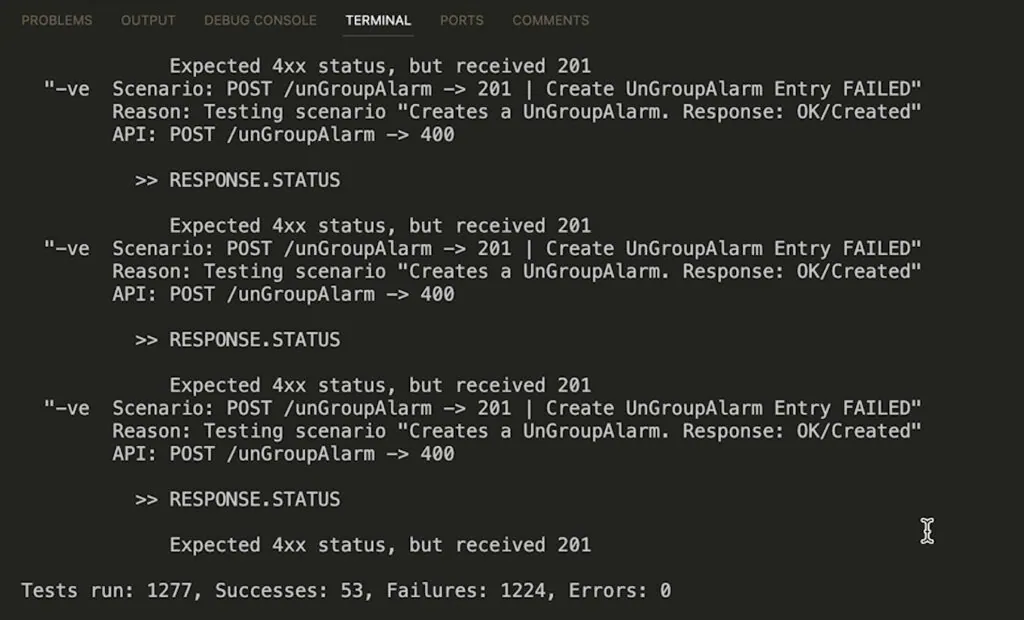 PROBLEMS OUTPUT DEBUG CONSOLE TERMINAL PORTS COMMENTS
Expected 4xx status, but received 201
"-ve Scenario: POST /unGroupAlarm -> 201 | Create UnGroupAlarm Entry FAILED"
Reason: Testing scenario "Creates a UnGroupAlarm. Response: OK/Created"
API: POST /unGroupAlarm -> 400
>> RESPONSE.STATUS
Expected 4xx status, but received 201
"-ve Scenario: POST /unGroupAlarm -> 201 | Create UnGroupAlarm Entry FAILED"
Reason: Testing scenario "Creates a UnGroupAlarm. Response: OK/Created"
API: POST /unGroupAlarm -> 400
>> RESPONSE.STATUS
Expected 4xx status, but received 201
"-ve Scenario: POST /unGroupAlarm -> 201 | Create UnGroupAlarm Entry FAILED"
Reason: Testing scenario "Creates a UnGroupAlarm. Response: OK/Created"
API: POST /unGroupAlarm -> 400
>> RESPONSE.STATUS
Expected 4xx status, but received 201
Tests run: 1277, Successes: 53, Failures: 1224, Errors: 0